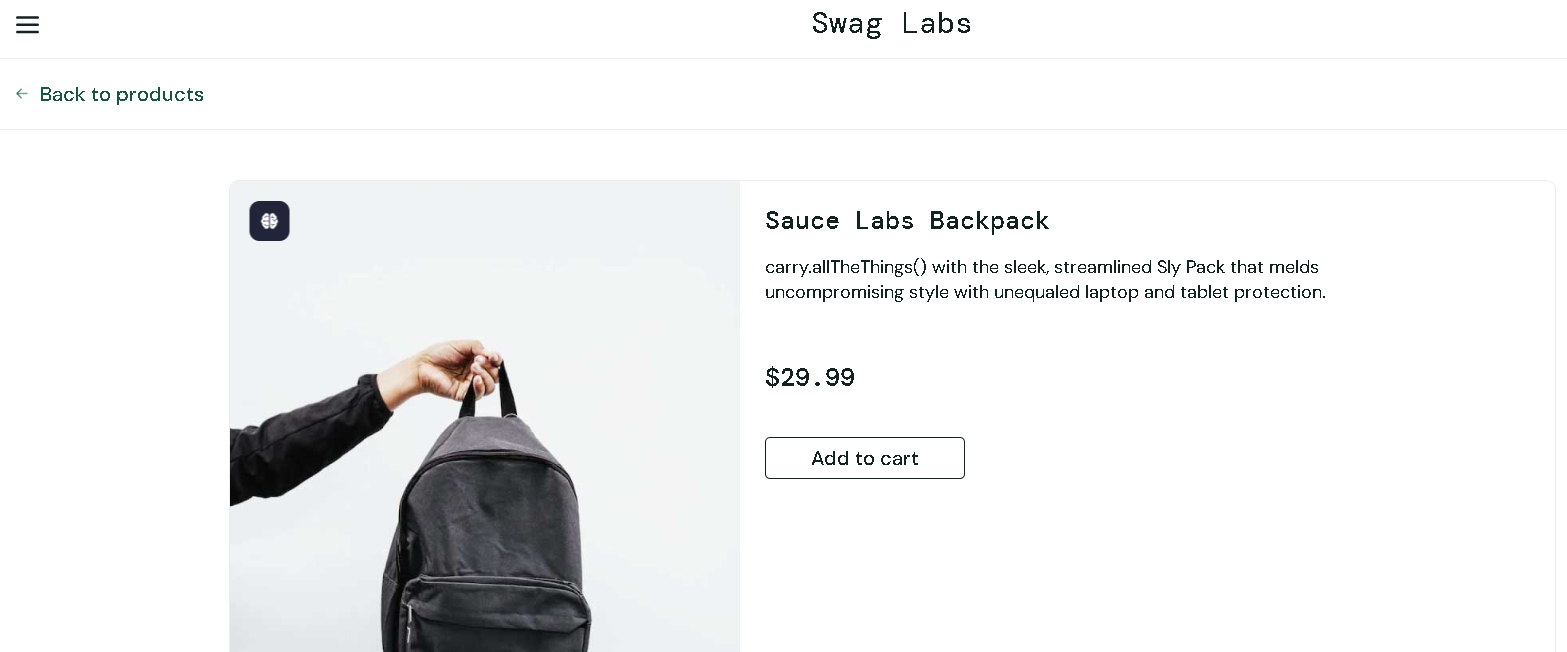 Swag Labs
Back to products
Sauce Labs Backpack
carry.allTheThings() with the sleek, streamlined Sly Pack that melds
uncompromising style with unequaled laptop and tablet protection.
$29.99
Add to cart